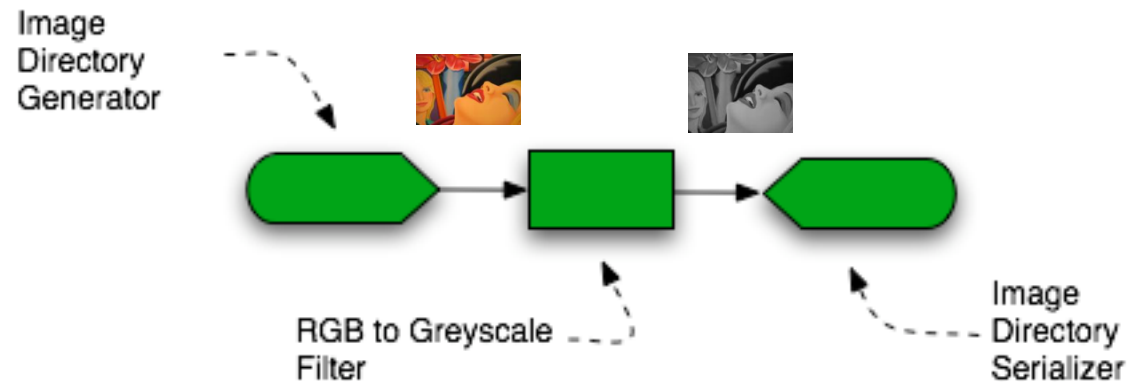 Image
Directory
Generator
RGB to Greyscale
Filter
Image
Directory
Serializer